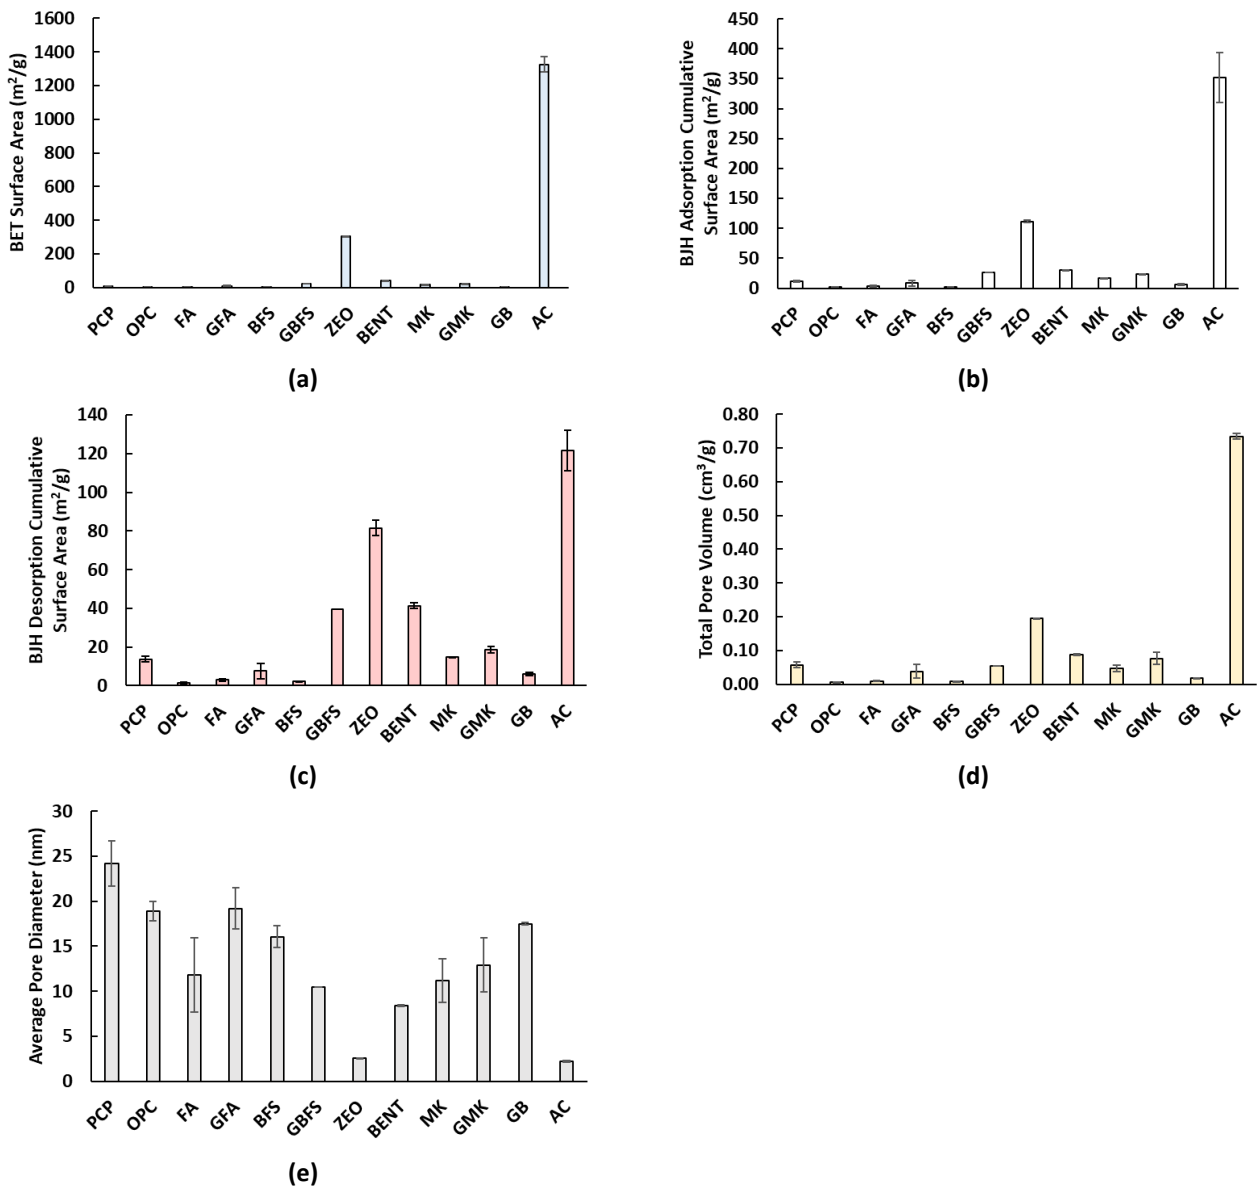 BET Surface Area (m²/g)
1600
1400
1200
1000
800
600
400
200
0
PCP OPC FA GFA BFS GBFS ZEO BENT MK GMK GB AC
(a)
BJH Adsorption Cumulative
Surface Area (m²/g)
450
400
350
300
250
200
150
100
50
0
PCP OPC FA GFA BFS GBFS ZEO BENT MK GMK GB AC
(b)
BJH Desorption Cumulative
Surface Area (m²/g)
140
120
100
80
60
40
20
0
PCP OPC FA GFA BFS GBFS ZEO BENT MK GMK GB AC
(c)
Total Pore Volume (cm³/g)
0.80
0.70
0.60
0.50
0.40
0.30
0.20
0.10
0.00
PCP OPC FA GFA BFS GBFS ZEO BENT MK GMK GB AC
(d)
Average Pore Diameter (nm)
30
25
20
15
10
5
0
PCP OPC FA GFA BFS GBFS ZEO BENT MK GMK GB AC
(e)